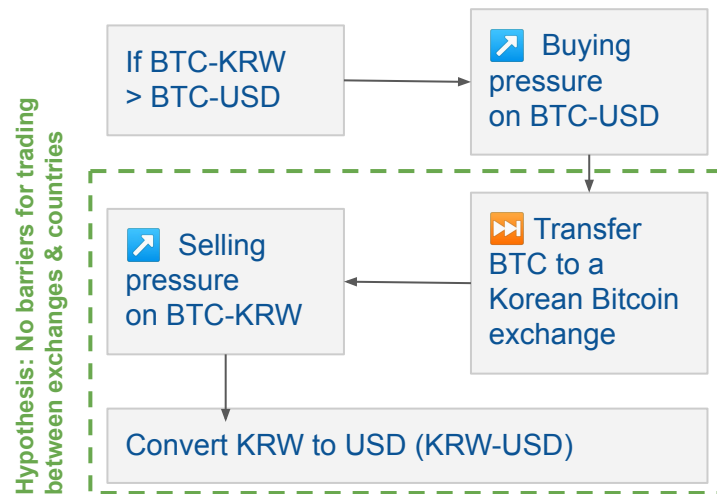 If BTC-KRW
> BTC-USD
↗️ Buying
pressure
on BTC-USD
⏭️ Transfer
BTC to a
Korean Bitcoin
exchange
↗️ Selling
pressure
on BTC-KRW
Convert KRW to USD (KRW-USD)
Hypothesis: No barriers for trading
between exchanges & countries